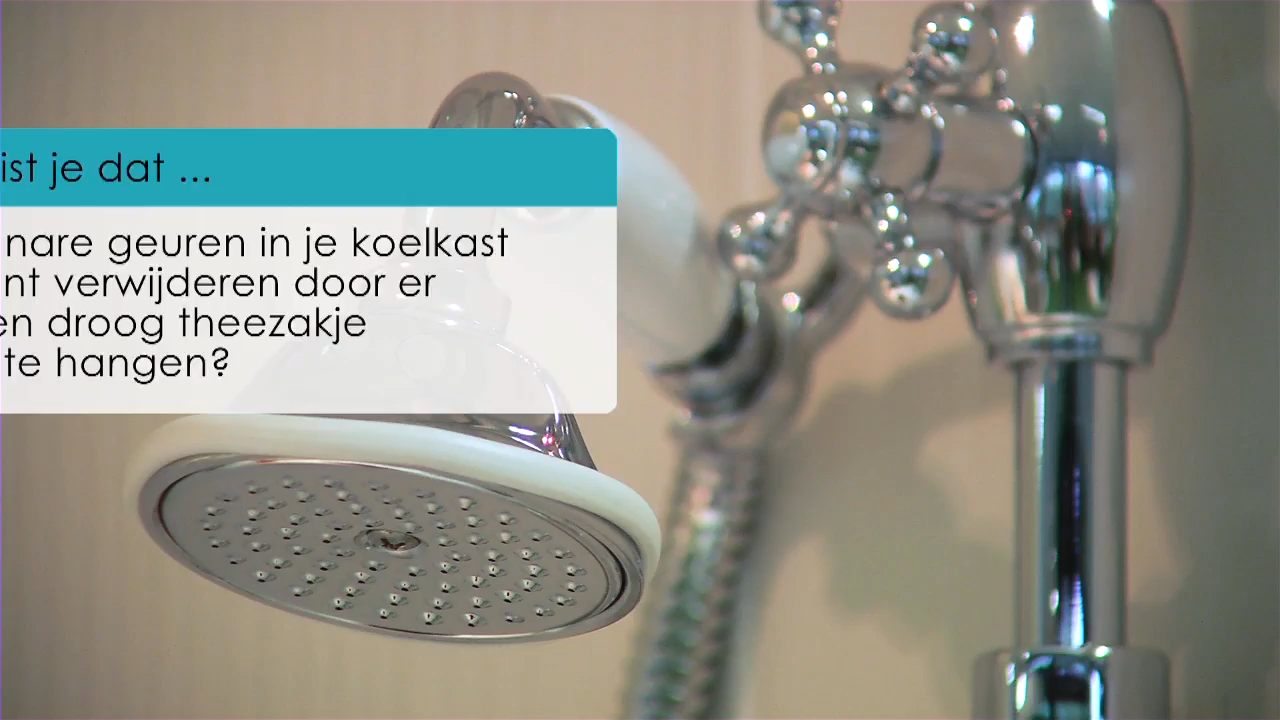 ist je dat ...
nare geuren in je koelkast
nt verwijderen door er
en droog theezakje
te hangen?